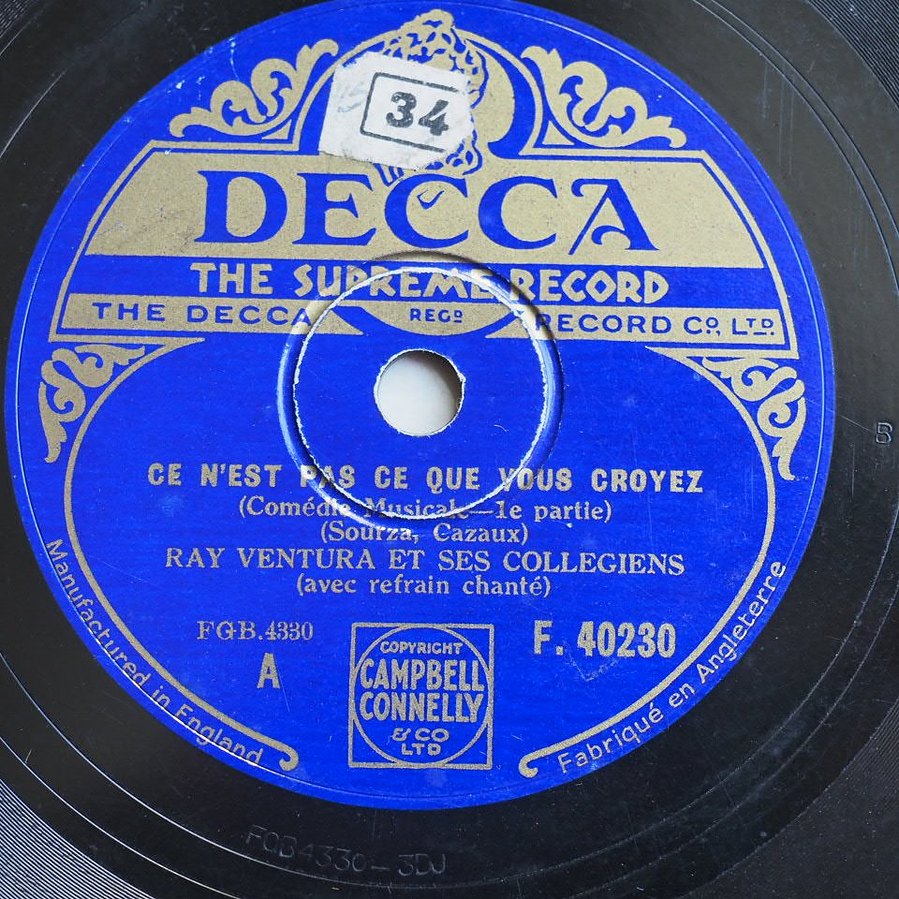 34
DECCA
THE SUPREME RECORD
THE DECCA REGD RECORD CO., LTD.
CE N'EST PAS CE QUE VOUS CROYEZ
(Comédie Musicale—1e partie)
(Sourza, Cazaux)
RAY VENTURA ET SES COLLEGIENS
(avec refrain chanté)
FGB.4330
A
F. 40230
COPYRIGHT
CAMPBELL
CONNELLY
& CO
LTD
Manufactured in England
Fabriqué en Angleterre
B
FGB4330-3DJ